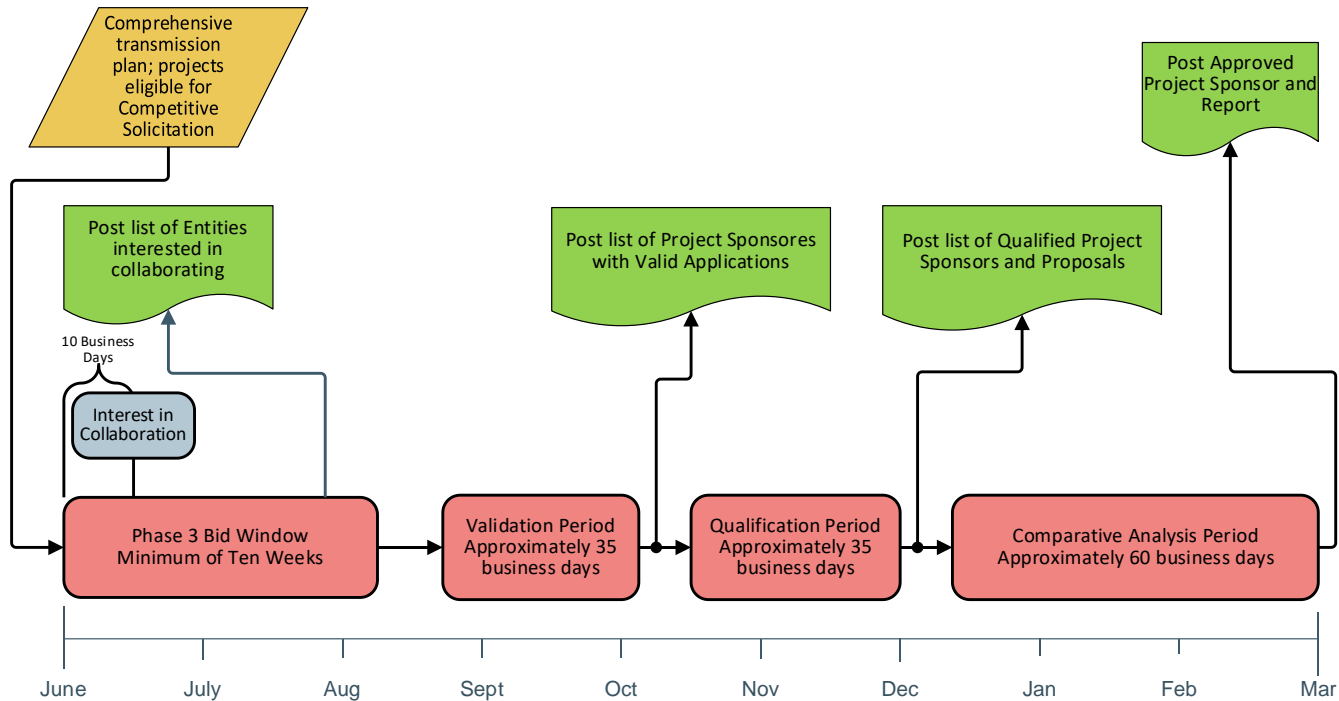 Comprehensive
transmission
plan; projects
eligible for
Competitive
Solicitation
Post Approved
Project Sponsor and
Report
Post list of Entities
interested in
collaborating
Post list of Project Sponsores
with Valid Applications
Post list of Qualified Project
Sponsors and Proposals
10 Business
Days
Interest in
Collaboration
Phase 3 Bid Window
Minimum of Ten Weeks
Validation Period
Approximately 35
business days
Qualification Period
Approximately 35
business days
Comparative Analysis Period
Approximately 60 business days
June July Aug Sept Oct Nov Dec Jan Feb Mar